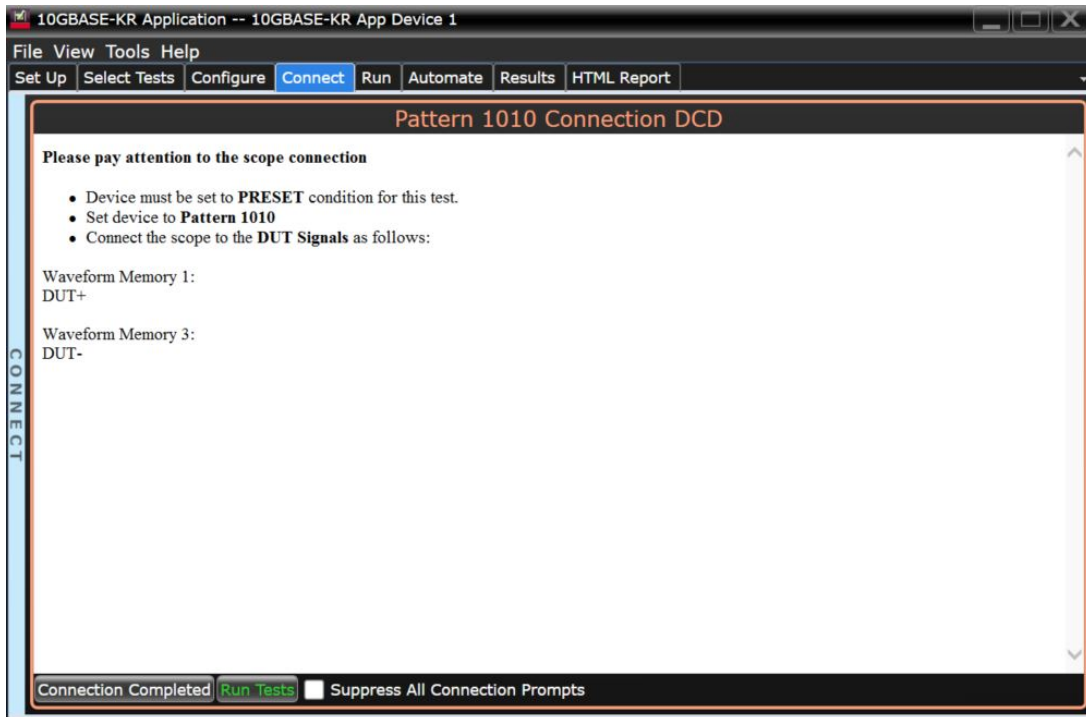 10GBASE-KR Application -- 10GBASE-KR App Device 1
File View Tools Help
Set Up Select Tests Configure Connect Run Automate Results HTML Report
Pattern 1010 Connection DCD
Please pay attention to the scope connection
• Device must be set to PRESET condition for this test.
• Set device to Pattern 1010
• Connect the scope to the DUT Signals as follows:
Waveform Memory 1:
DUT+
Waveform Memory 3:
DUT-
CONNECT
Connection Completed Run Tests Suppress All Connection Prompts